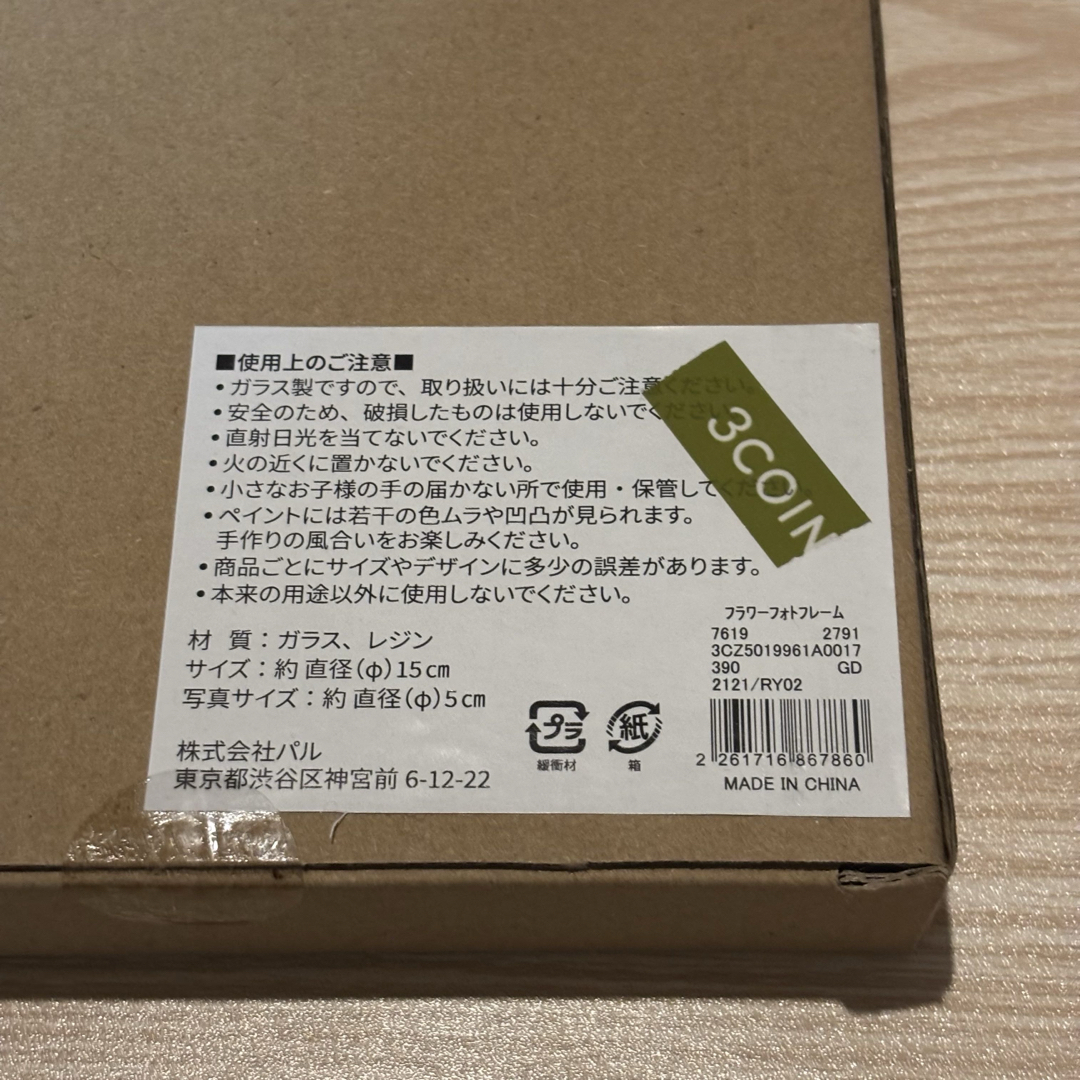 ■使用上のご注意■
•ガラス製ですので、取り扱いには十分ご注意ください。
•安全のため、破損したものは使用しないでください。
•直射日光を当てないでください。
•火の近くに置かないでください。
•小さなお子様の手の届かない所で使用・保管してください。
•ペイントには若干の色ムラや凹凸が見られます。
手作りの風合いをお楽しみください。
•商品ごとにサイズやデザインに多少の誤差があります。
•本来の用途以外に使用しないでください。
材 質：ガラス、レジン
サイズ：約 直径(φ)15㎝
写真サイズ：約 直径(φ)5㎝
株式会社パル
東京都渋谷区神宮前 6-12-22
プラ
緩衝材
紙
箱
3COIN
フラワーフォトフレーム
7619 2791
3CZ5019961A0017
390 GD
2121/RY02
2 261716 867860
MADE IN CHINA